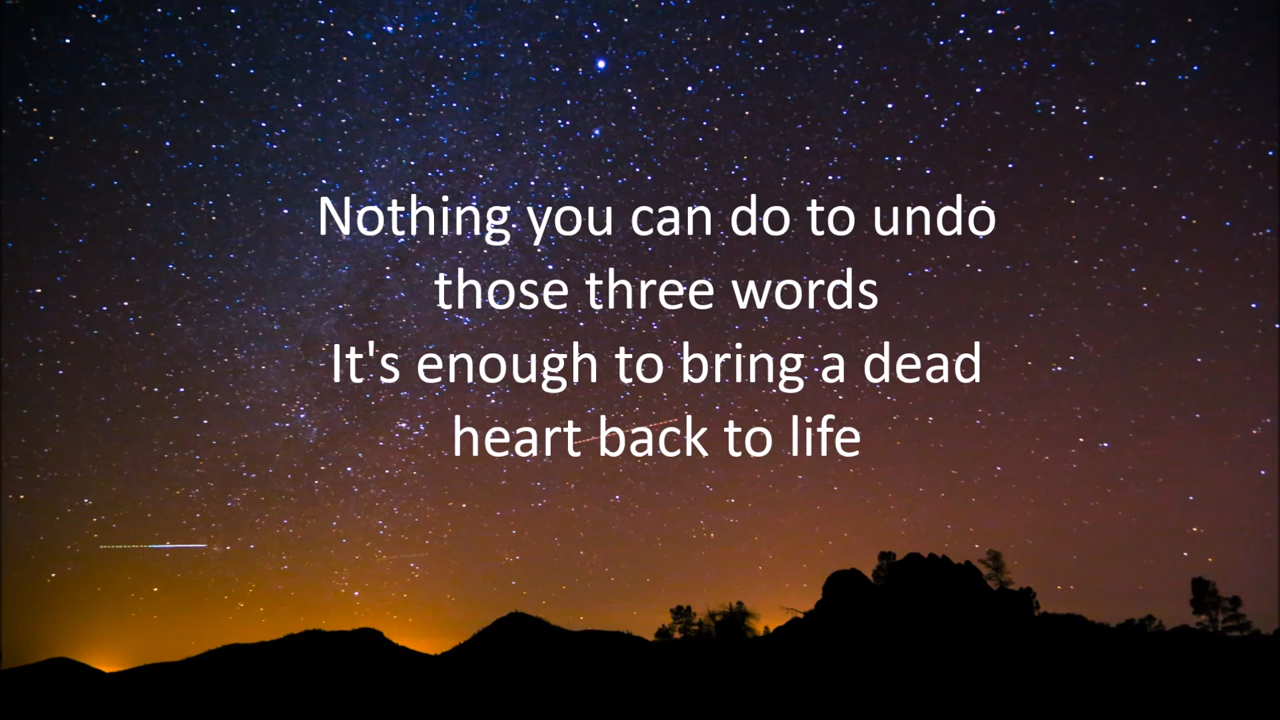 Nothing you can do to undo
those three words
It's enough to bring a dead
heart back to life